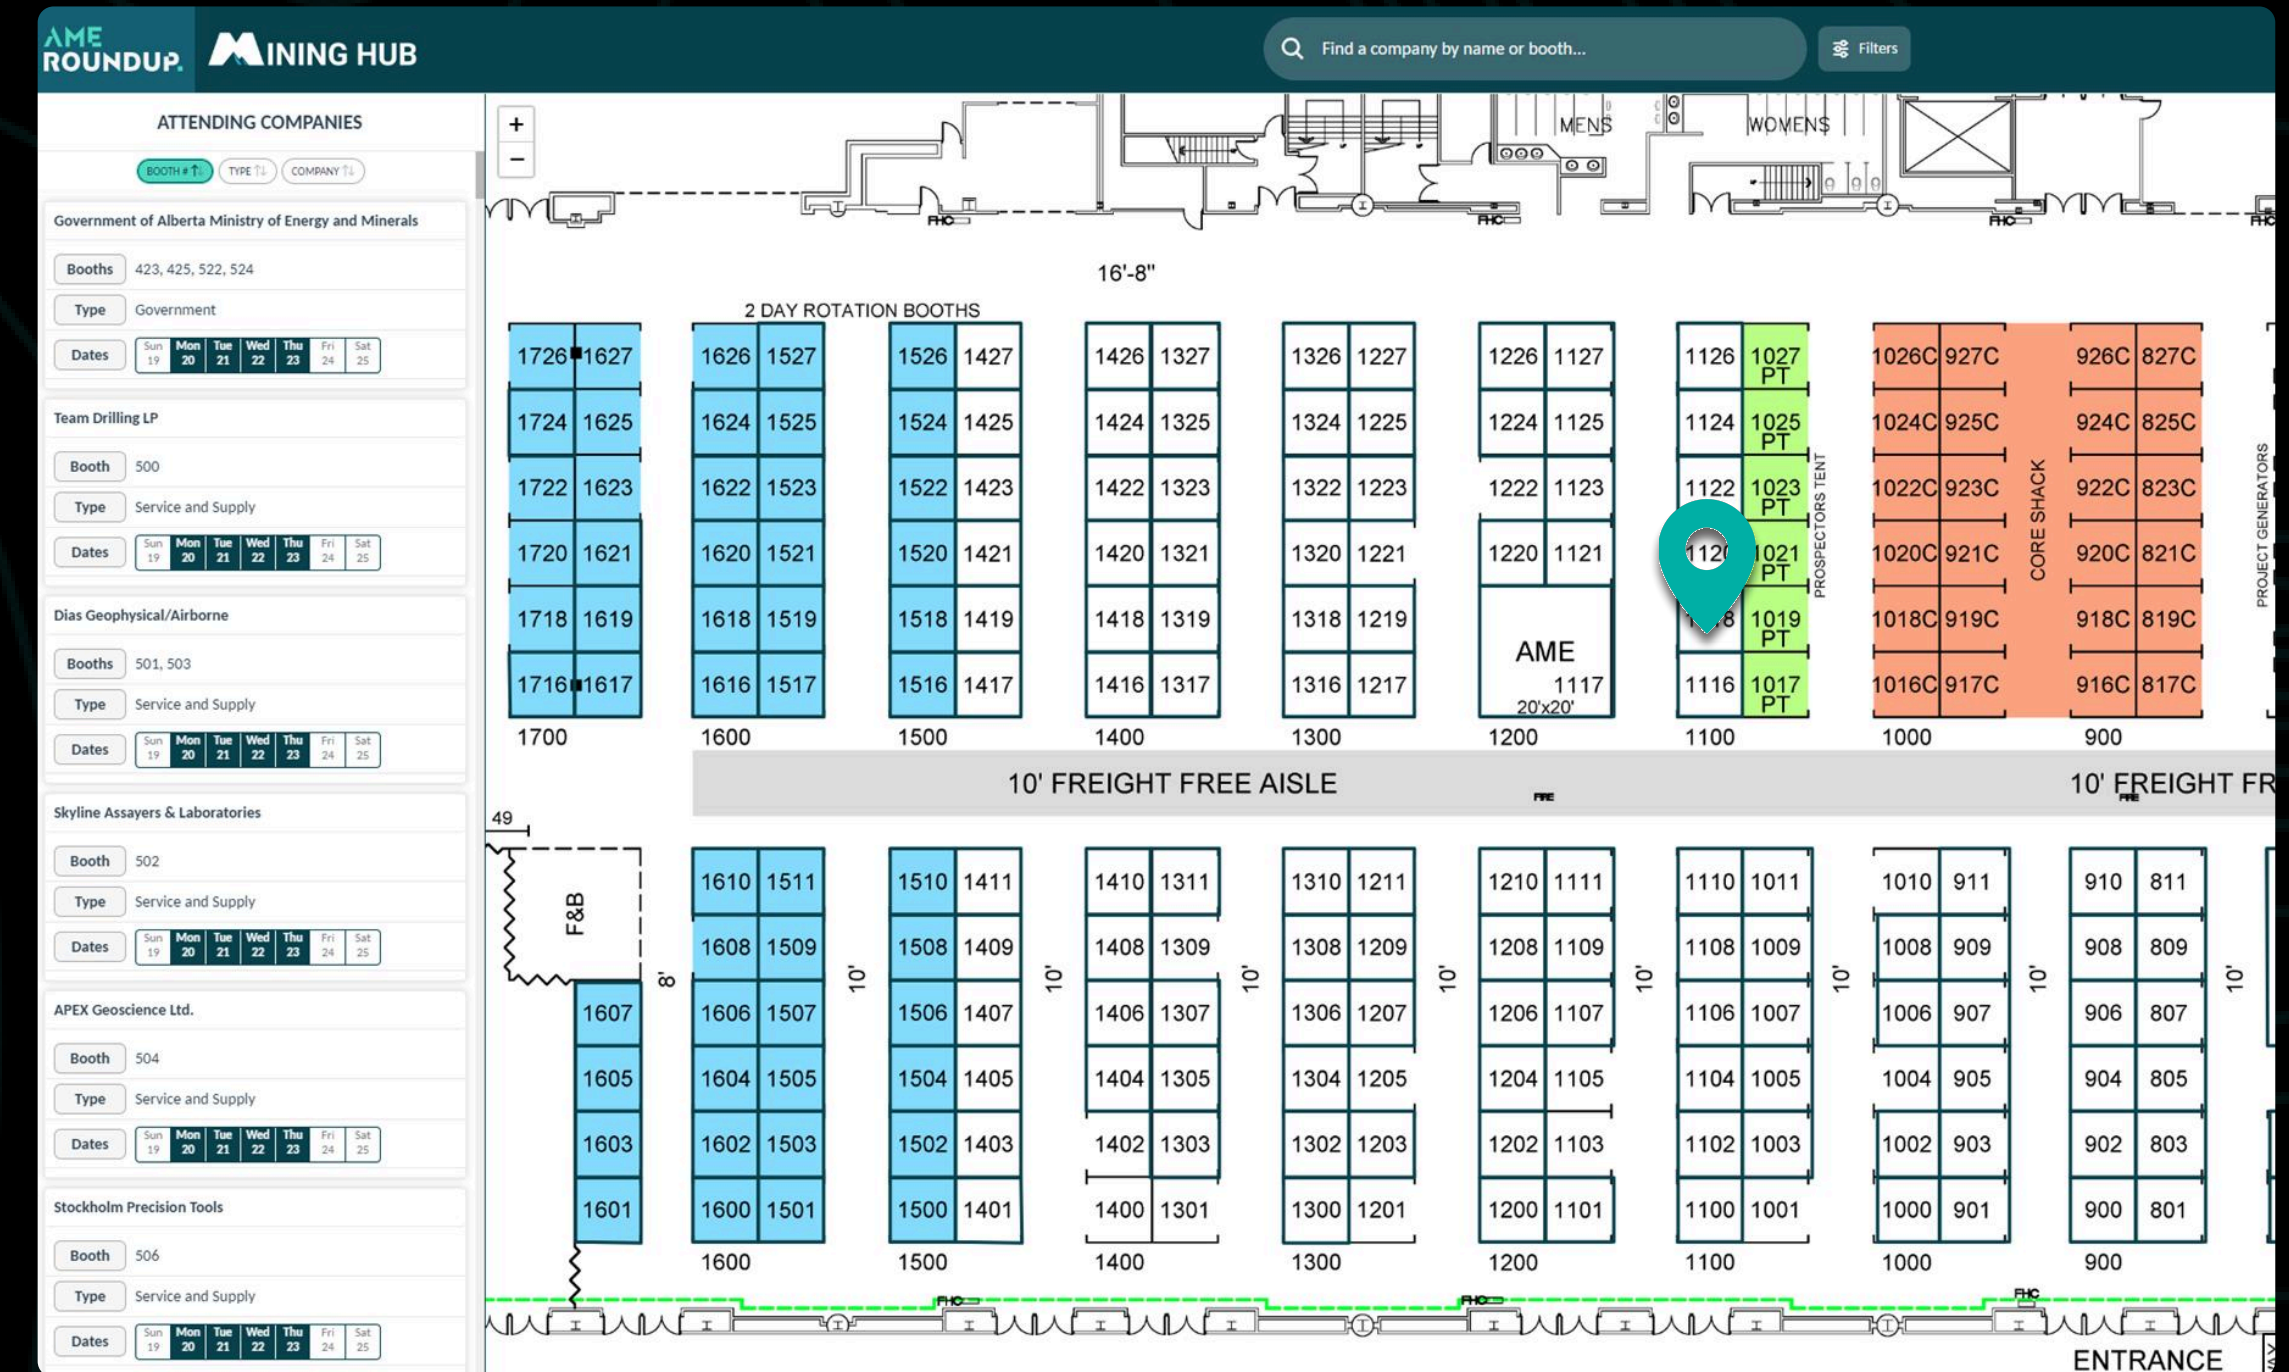 AME
ROUNDUP.
MINING HUB
Find a company by name or booth...
Filters
ATTENDING COMPANIES
BOOTH # TYPE COMPANY
Government of Alberta Ministry of Energy and Minerals
Booths 423, 425, 522, 524
Type Government
Dates Sun 19 Mon 20 Tue 21 Wed 22 Thu 23 Fri 24 Sat 25
Team Drilling LP
Booth 500
Type Service and Supply
Dates Sun 19 Mon 20 Tue 21 Wed 22 Thu 23 Fri 24 Sat 25
Dias Geophysical/Airborne
Booths 501, 503
Type Service and Supply
Dates Sun 19 Mon 20 Tue 21 Wed 22 Thu 23 Fri 24 Sat 25
Skyline Assayers & Laboratories
Booth 502
Type Service and Supply
Dates Sun 19 Mon 20 Tue 21 Wed 22 Thu 23 Fri 24 Sat 25
APEX Geoscience Ltd.
Booth 504
Type Service and Supply
Dates Sun 19 Mon 20 Tue 21 Wed 22 Thu 23 Fri 24 Sat 25
Stockholm Precision Tools
Booth 506
Type Service and Supply
Dates Sun 19 Mon 20 Tue 21 Wed 22 Thu 23 Fri 24 Sat 25
+
−
MENS WOMENS
FHC FHC FHC FHC
16'-8"
2 DAY ROTATION BOOTHS
1726 1627 1626 1527 1526 1427 1426 1327 1326 1227 1226 1127 1126 1027 PT 1026C 927C 926C 827C
1724 1625 1624 1525 1524 1425 1424 1325 1324 1225 1224 1125 1124 1025 PT 1024C 925C 924C 825C
1722 1623 1622 1523 1522 1423 1422 1323 1322 1223 1222 1123 1122 1023 PT 1022C 923C 922C 823C
1720 1621 1620 1521 1520 1421 1420 1321 1320 1221 1220 1121 1120 1021 PT 1020C 921C 920C 821C
1718 1619 1618 1519 1518 1419 1418 1319 1318 1219 1019 PT 1018C 919C 918C 819C
1716 1617 1616 1517 1516 1417 1416 1317 1316 1217 AME 1117 20'x20' 1116 1017 PT 1016C 917C 916C 817C
PROSPECTORS TENT
CORE SHACK
PROJECT GENERATORS
1700 1600 1500 1400 1300 1200 1100 1000 900
10' FREIGHT FREE AISLE 10' FREIGHT FR
FIRE FIRE
49
F&B
1610 1511 1510 1411 1410 1311 1310 1211 1210 1111 1110 1011 1010 911 910 811
1608 1509 1508 1409 1408 1309 1308 1209 1208 1109 1108 1009 1008 909 908 809
8' 10' 10' 10' 10' 10' 10' 10' 10'
1607 1606 1507 1506 1407 1406 1307 1306 1207 1206 1107 1106 1007 1006 907 906 807
1605 1604 1505 1504 1405 1404 1305 1304 1205 1204 1105 1104 1005 1004 905 904 805
1603 1602 1503 1502 1403 1402 1303 1302 1203 1202 1103 1102 1003 1002 903 902 803
1601 1600 1501 1500 1401 1400 1301 1300 1201 1200 1101 1100 1001 1000 901 900 801
1600 1500 1400 1300 1200 1100 1000 900
FHC FHC FHC
ENTRANCE